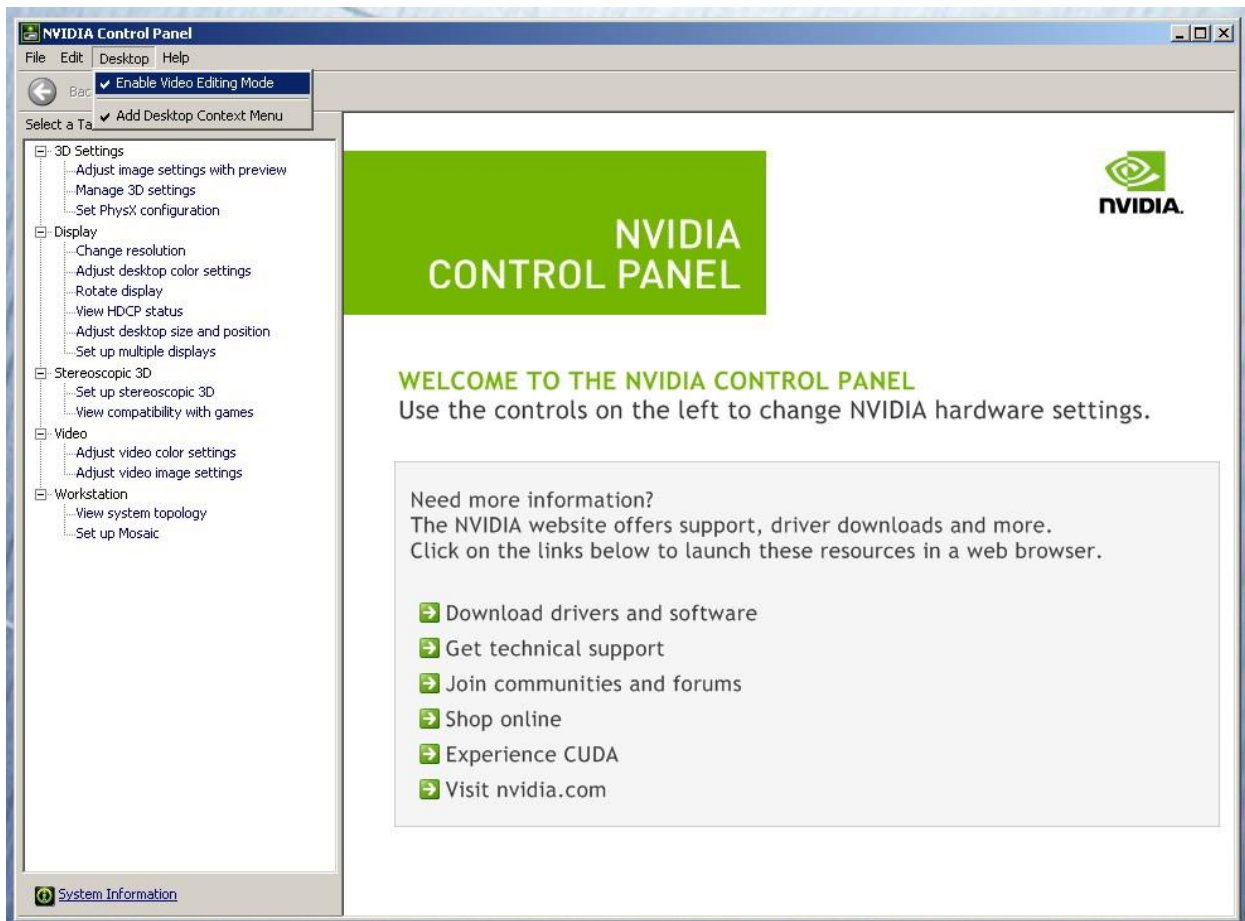 NVIDIA Control Panel
File Edit Desktop Help
Enable Video Editing Mode
Add Desktop Context Menu
Bac
Select a Ta
3D Settings
Adjust image settings with preview
Manage 3D settings
Set PhysX configuration
Display
Change resolution
Adjust desktop color settings
Rotate display
View HDCP status
Adjust desktop size and position
Set up multiple displays
Stereoscopic 3D
Set up stereoscopic 3D
View compatibility with games
Video
Adjust video color settings
Adjust video image settings
Workstation
View system topology
Set up Mosaic
System Information
NVIDIA
CONTROL PANEL
NVIDIA.
WELCOME TO THE NVIDIA CONTROL PANEL
Use the controls on the left to change NVIDIA hardware settings.
Need more information?
The NVIDIA website offers support, driver downloads and more.
Click on the links below to launch these resources in a web browser.
Download drivers and software
Get technical support
Join communities and forums
Shop online
Experience CUDA
Visit nvidia.com